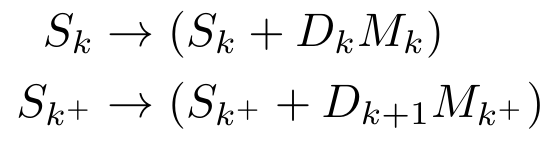 S_k → (S_k + D_k M_k)
S_{k^+} → (S_{k^+} + D_{k+1} M_{k^+})